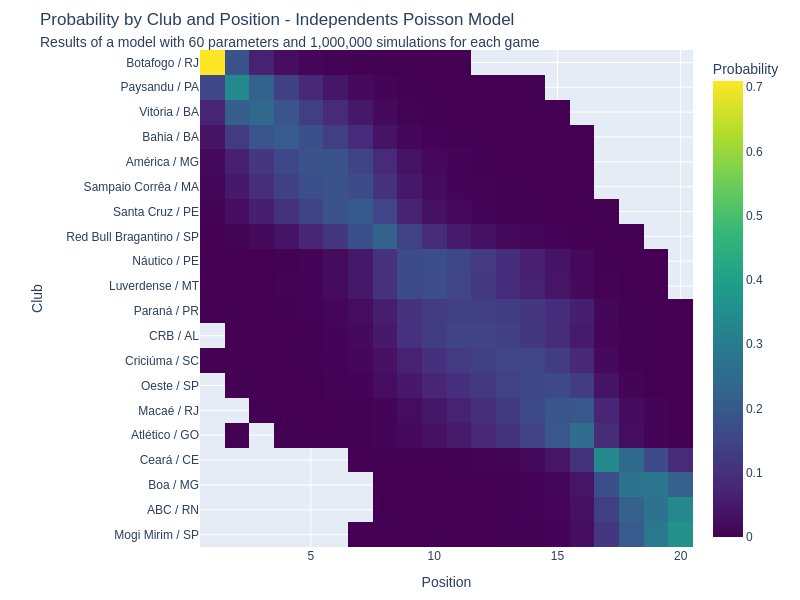 Probability by Club and Position - Independents Poisson Model
Results of a model with 60 parameters and 1,000,000 simulations for each game
Probability
Botafogo / RJ
Paysandu / PA
Vitória / BA
Bahia / BA
América / MG
Sampaio Corrêa / MA
Santa Cruz / PE
Red Bull Bragantino / SP
Náutico / PE
Luverdense / MT
Paraná / PR
CRB / AL
Criciúma / SC
Oeste / SP
Macaé / RJ
Atlético / GO
Ceará / CE
Boa / MG
ABC / RN
Mogi Mirim / SP
Club
5
10
15
20
Position
0.7
0.6
0.5
0.4
0.3
0.2
0.1
0